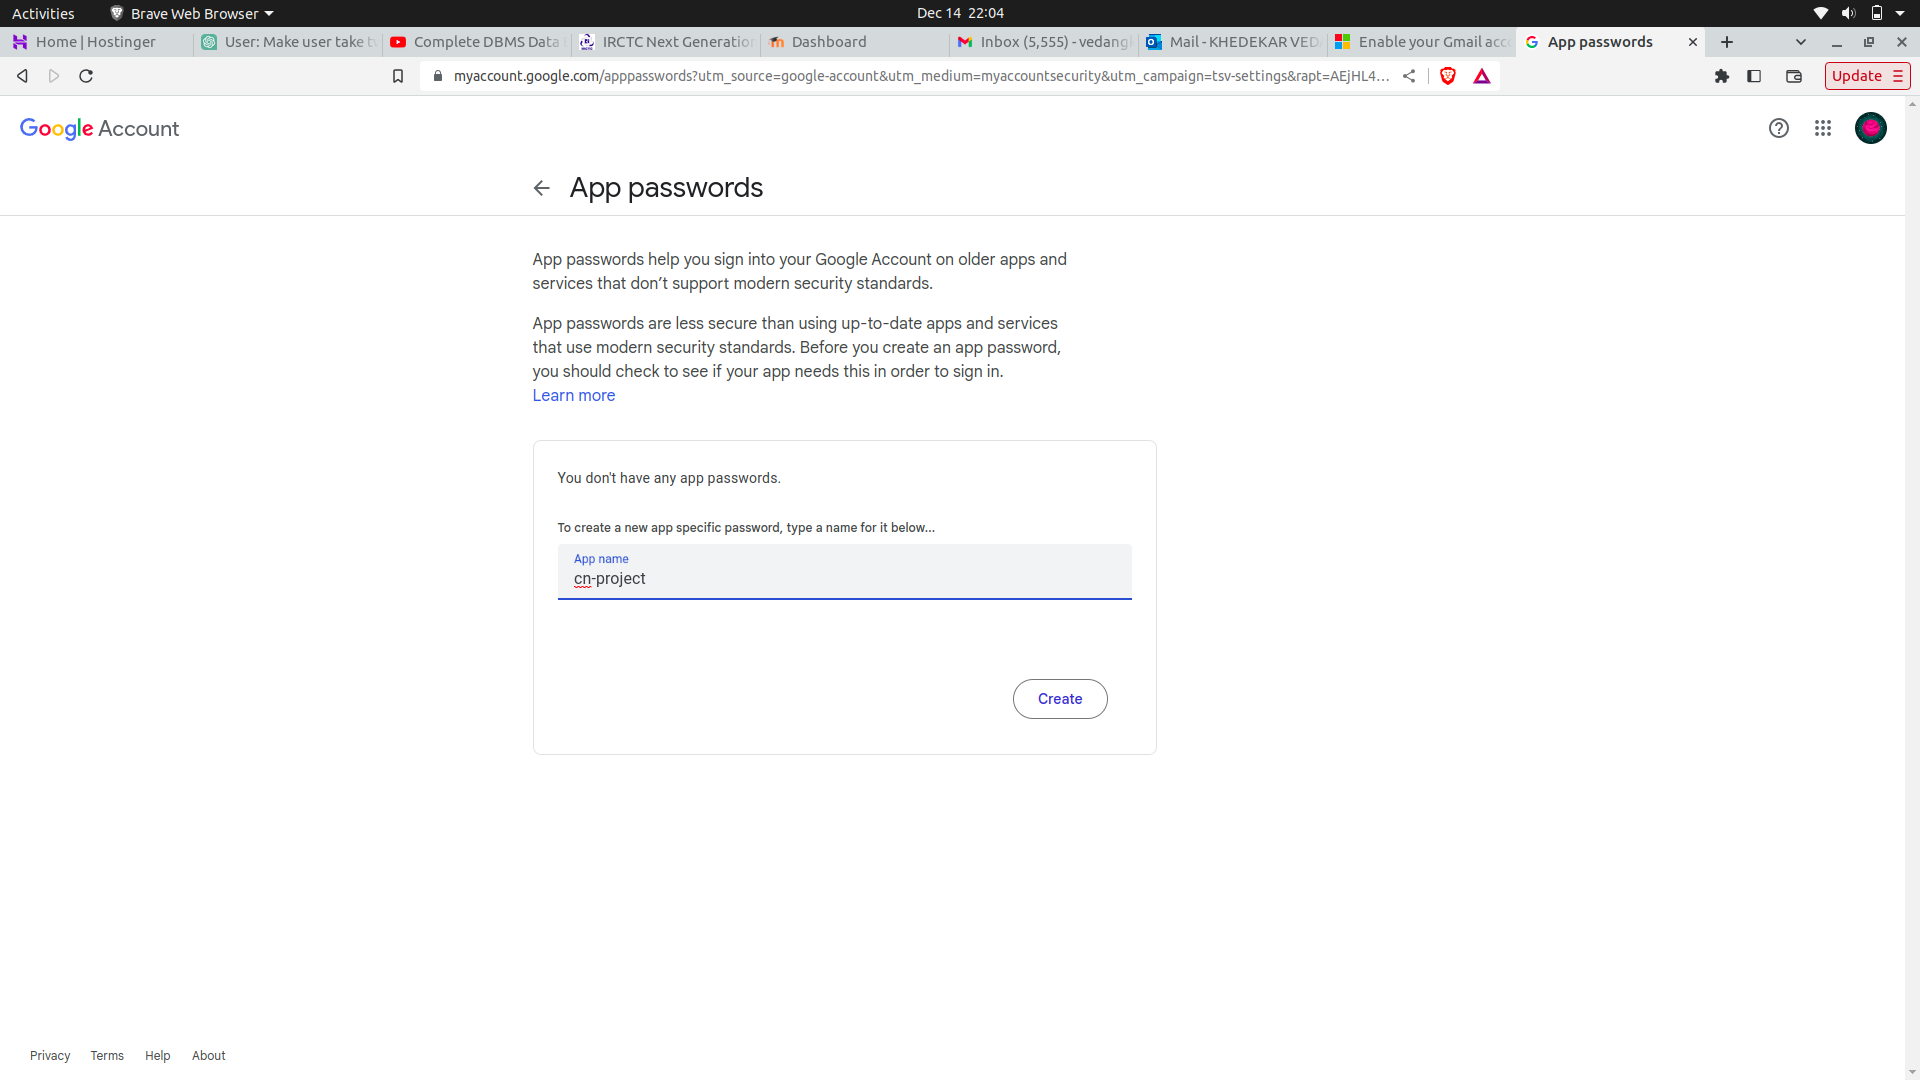 Activities
Brave Web Browser
Dec 14 22:04
Home | Hostinger
User: Make user take
Complete DBMS Data
IRCTC Next Generation
Dashboard
Inbox (5,555) - vedang
Mail - KHEDEKAR VED
Enable your Gmail acc
App passwords
myaccount.google.com/apppasswords?utm_source=google-account&utm_medium=myaccountsecurity&utm_campaign=tsv-settings&rapt=AEjHL4...
Update
Google Account
App passwords
App passwords help you sign into your Google Account on older apps and
services that don’t support modern security standards.
App passwords are less secure than using up-to-date apps and services
that use modern security standards. Before you create an app password,
you should check to see if your app needs this in order to sign in.
Learn more
You don't have any app passwords.
To create a new app specific password, type a name for it below...
App name
cn-project
Create
Privacy
Terms
Help
About